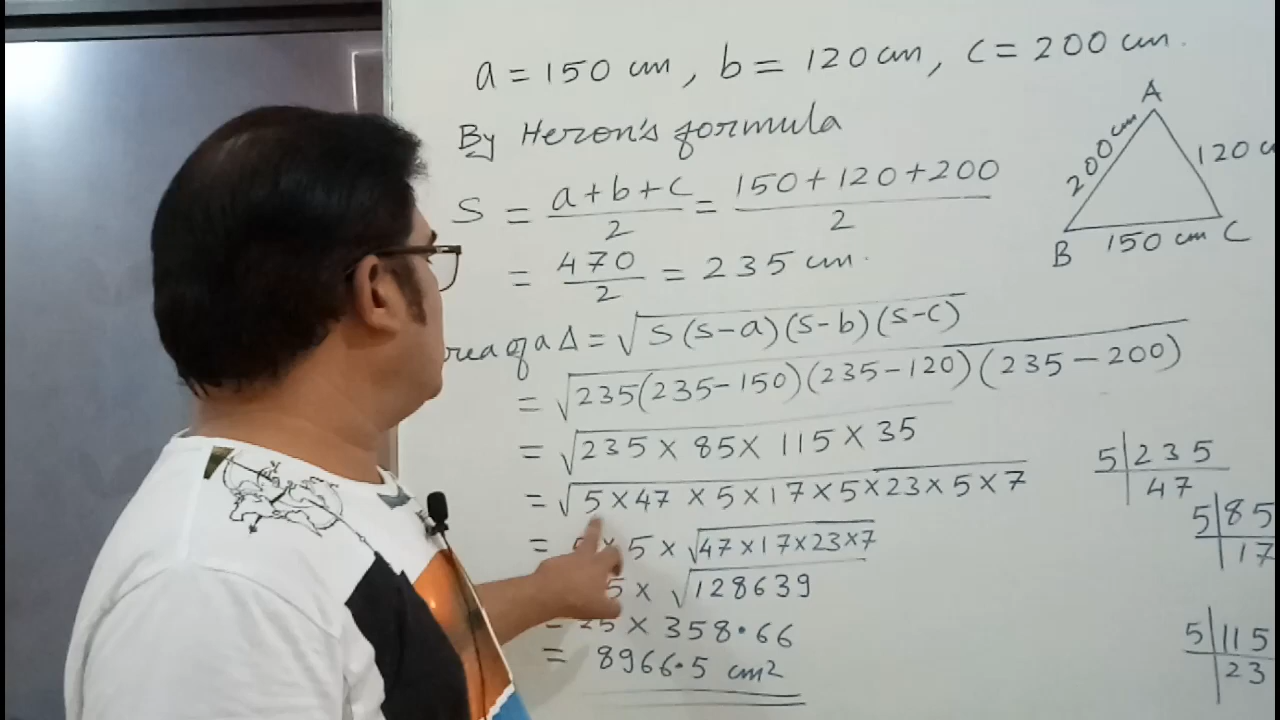 a = 150 cm, b = 120 cm, c = 200 cm.
By Heron's formula
S = a+b+c/2 = 150+120+200/2
= 470/2 = 235 cm.
of a Δ = √S(S-a)(S-b)(S-c)
= √235(235-150)(235-120)(235-200)
= √235 × 85 × 115 × 35
= √5×47×5×17×5×23×5×7
= 5 × √47×17×23×7
5 × √128639
= 25 × 358.66
= 8966.5 cm²
A
200 cm
120
B
150 cm
C
5|235
47
5|85
17
5|115
23